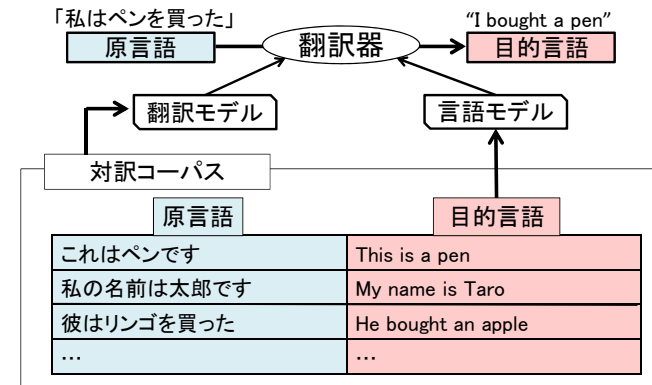 「私はペンを買った」 “I bought a pen”
原言語 翻訳器 目的言語
翻訳モデル 言語モデル
対訳コーパス
原言語 目的言語
これはペンです This is a pen
私の名前は太郎です My name is Taro
彼はリンゴを買った He bought an apple
… …